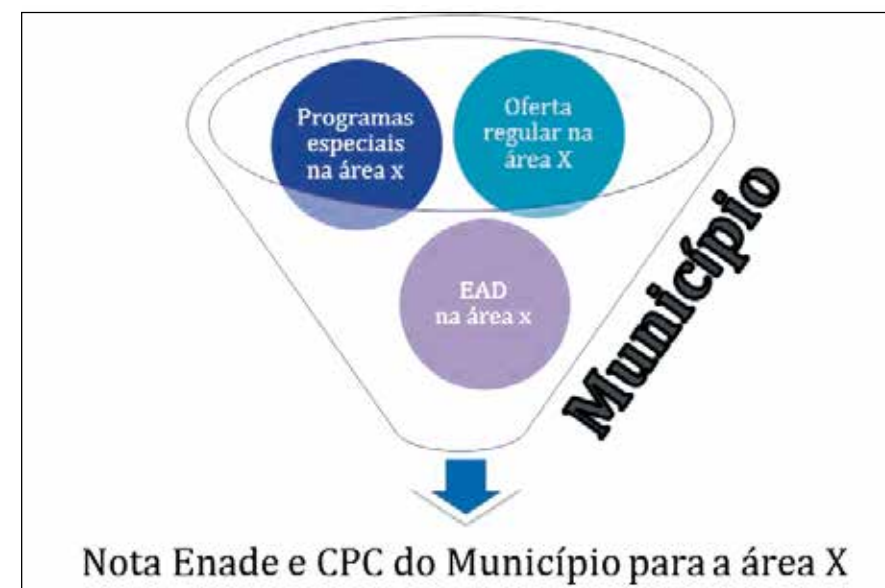 Programas
especiais
na área x
Oferta
regular na
área X
EAD
na área x
Município
Nota Enade e CPC do Município para a área X